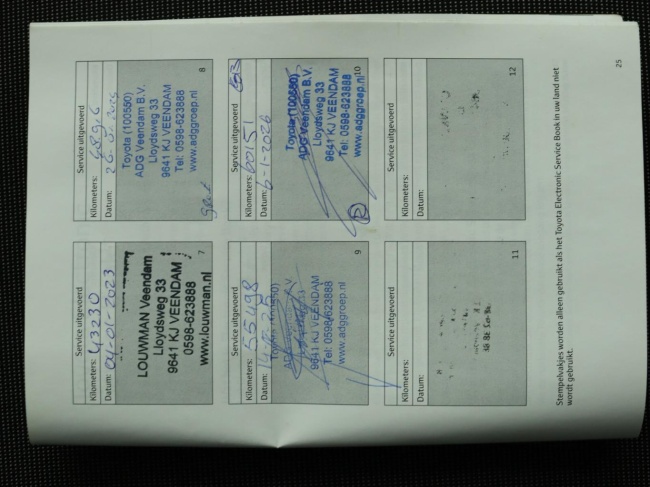 Service uitgevoerd
Kilometers: 43230
Datum: 04-01-2023
LOUWMAN Veendam
Lloydsweg 33
9641 KJ VEENDAM
0598-623888
www.louwman.nl
7
Service uitgevoerd
Kilometers:
Datum:
Toyota (100550)
ADG Veendam B.V.
Lloydsweg 33
9641 KJ VEENDAM
Tel: 0598-623888
www.adggroep.nl
8
Service uitgevoerd
Kilometers: 55498
Datum:
9641 KJ VEENDAM
Tel: 0598-623888
www.adggroep.nl
9
Service uitgevoerd
Kilometers: 60151
Datum: 6-1-2026
Toyota (100550)
ADG Veendam B.V.
Lloydsweg 33
9641 KJ VEENDAM
Tel: 0598-623888
www.adggroep.nl
10
Service uitgevoerd
Kilometers:
Datum:
11
Service uitgevoerd
Kilometers:
Datum:
12
Stempelvakjes worden alleen gebruikt als het Toyota Electronic Service Book in uw land niet
wordt gebruikt.
25